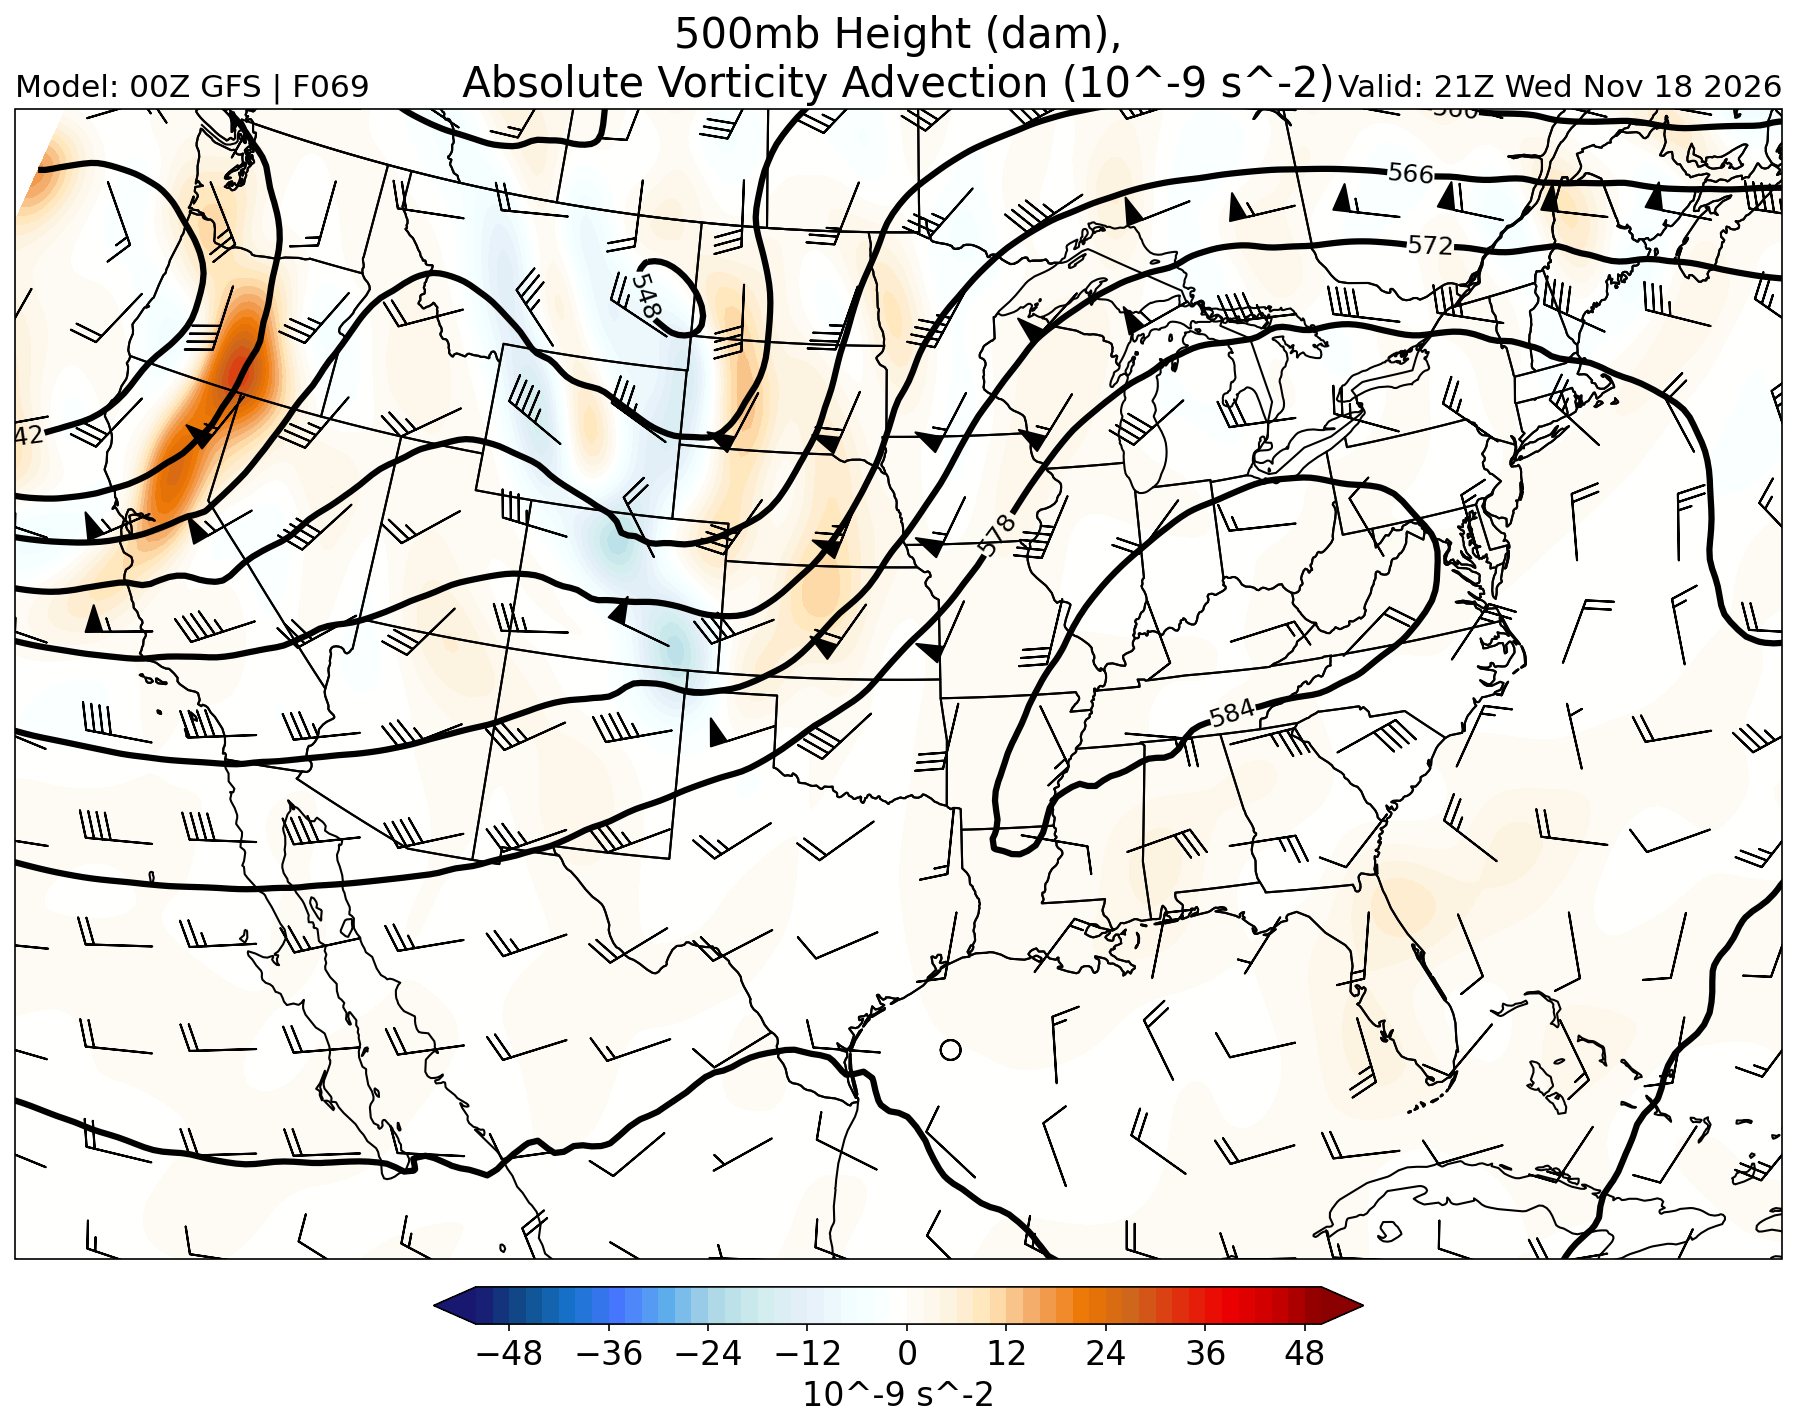 500mb Height (dam),
Model: 00Z GFS | F069
Absolute Vorticity Advection (10^-9 s^-2)
Valid: 21Z Wed Nov 18 2026
566
572
548
42
578
584
−48 −36 −24 −12 0 12 24 36 48
10^-9 s^-2